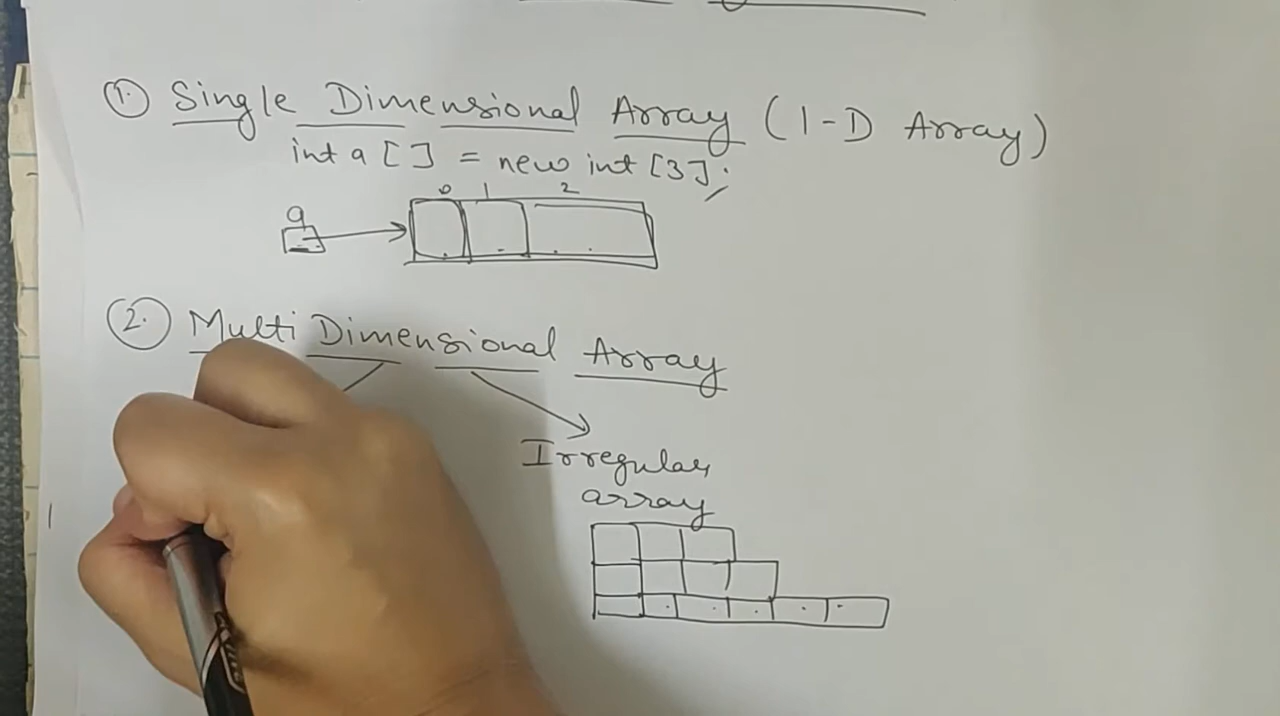 ①. Single Dimensional Array (1-D Array)
int a [] = new int [3];
0 1 2
a
②. Multi Dimensional Array
Irregular
array